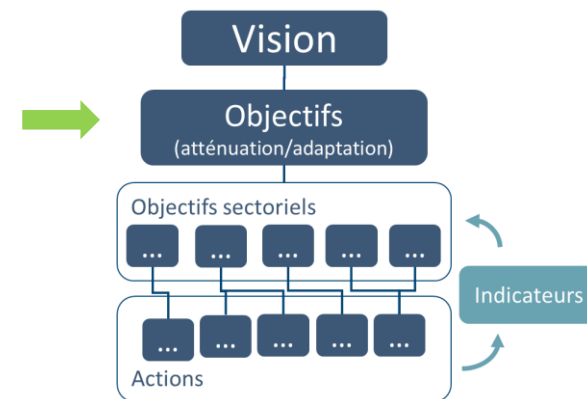 Vision
Objectifs
(atténuation/adaptation)
Objectifs sectoriels
... ... ... ... ...
Indicateurs
... ... ... ... ...
Actions